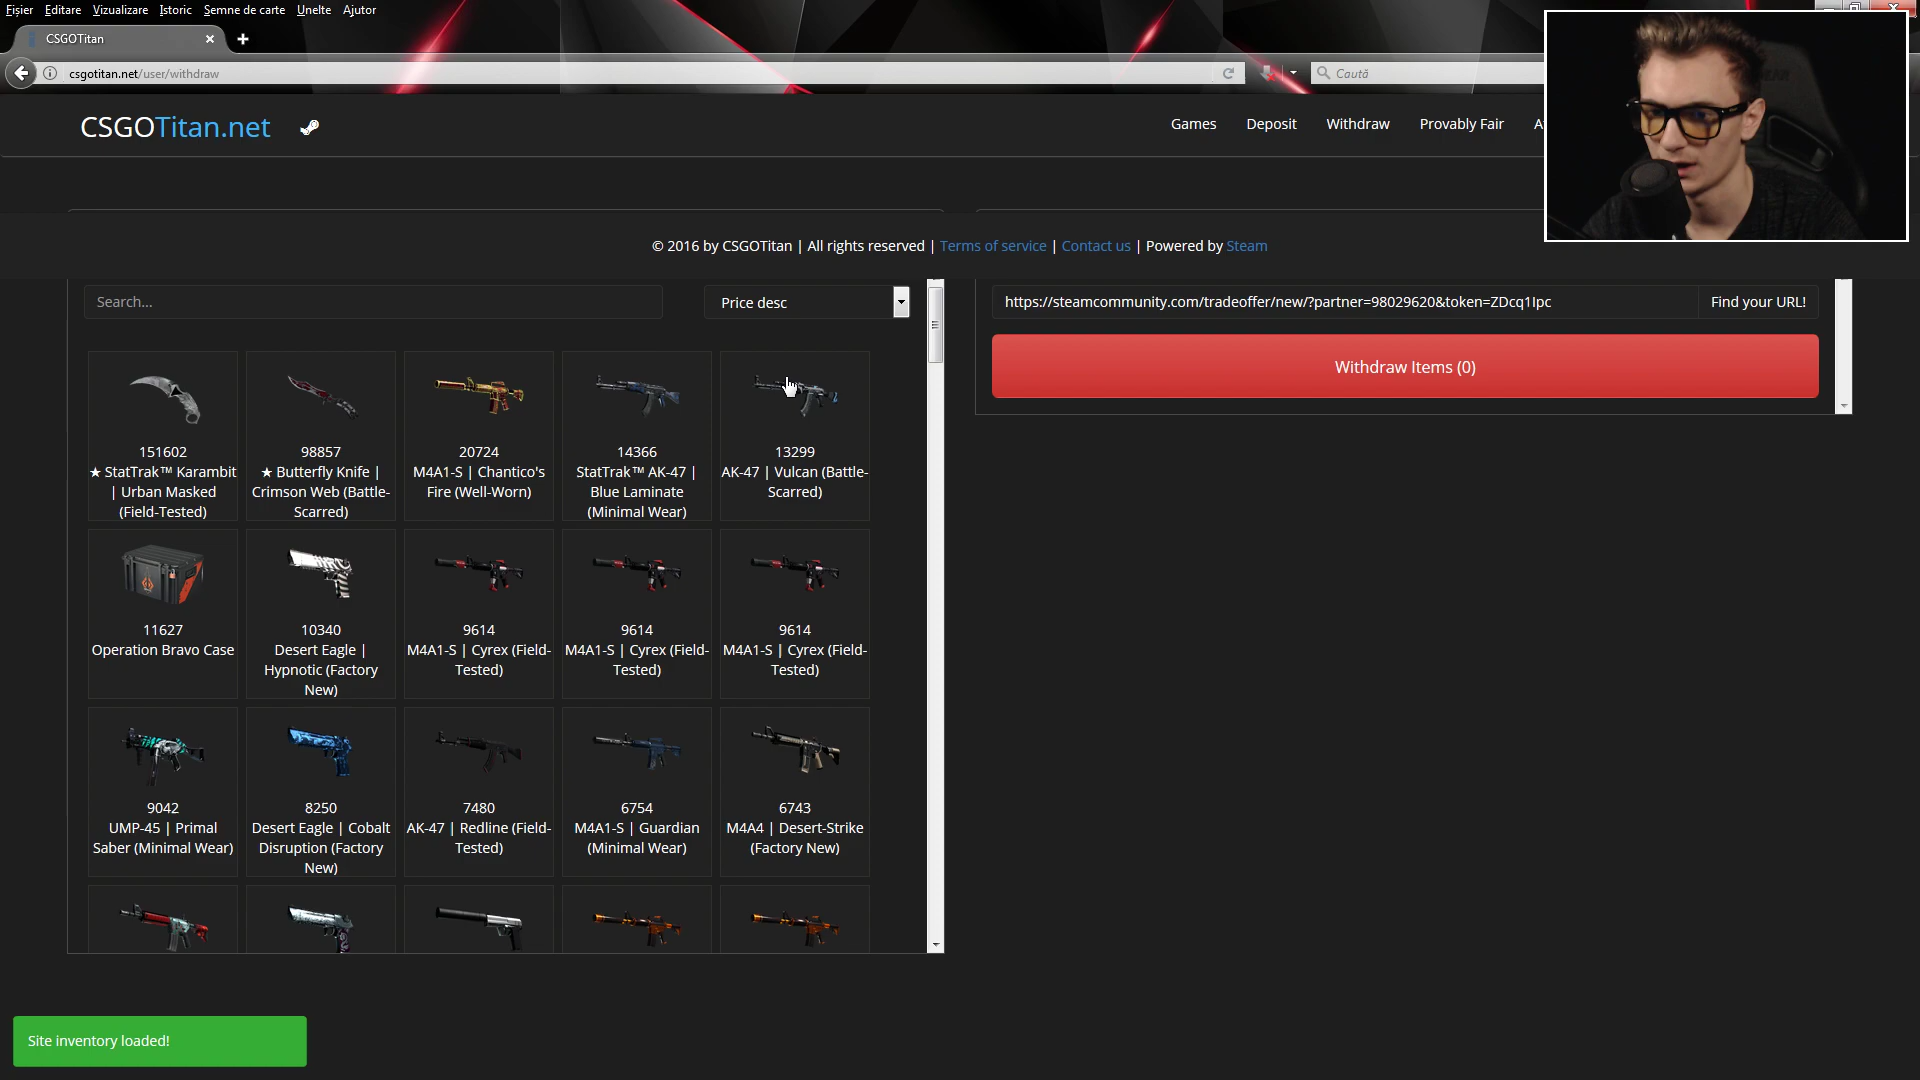 Fișier Editare Vizualizare Istoric Semne de carte Unelte Ajutor
CSGOTitan
csgotitan.net/user/withdraw
Caută
CSGOTitan.net
Games Deposit Withdraw Provably Fair
© 2016 by CSGOTitan | All rights reserved | Terms of service | Contact us | Powered by Steam
Search...
Price desc
https://steamcommunity.com/tradeoffer/new/?partner=98029620&token=ZDcq1Ipc
Find your URL!
Withdraw Items (0)
151602
★ StatTrak™ Karambit
| Urban Masked
(Field-Tested)
98857
★ Butterfly Knife |
Crimson Web (Battle-
Scarred)
20724
M4A1-S | Chantico's
Fire (Well-Worn)
14366
StatTrak™ AK-47 |
Blue Laminate
(Minimal Wear)
13299
AK-47 | Vulcan (Battle-
Scarred)
11627
Operation Bravo Case
10340
Desert Eagle |
Hypnotic (Factory
New)
9614
M4A1-S | Cyrex (Field-
Tested)
9614
M4A1-S | Cyrex (Field-
Tested)
9614
M4A1-S | Cyrex (Field-
Tested)
9042
UMP-45 | Primal
Saber (Minimal Wear)
8250
Desert Eagle | Cobalt
Disruption (Factory
New)
7480
AK-47 | Redline (Field-
Tested)
6754
M4A1-S | Guardian
(Minimal Wear)
6743
M4A4 | Desert-Strike
(Factory New)
Site inventory loaded!